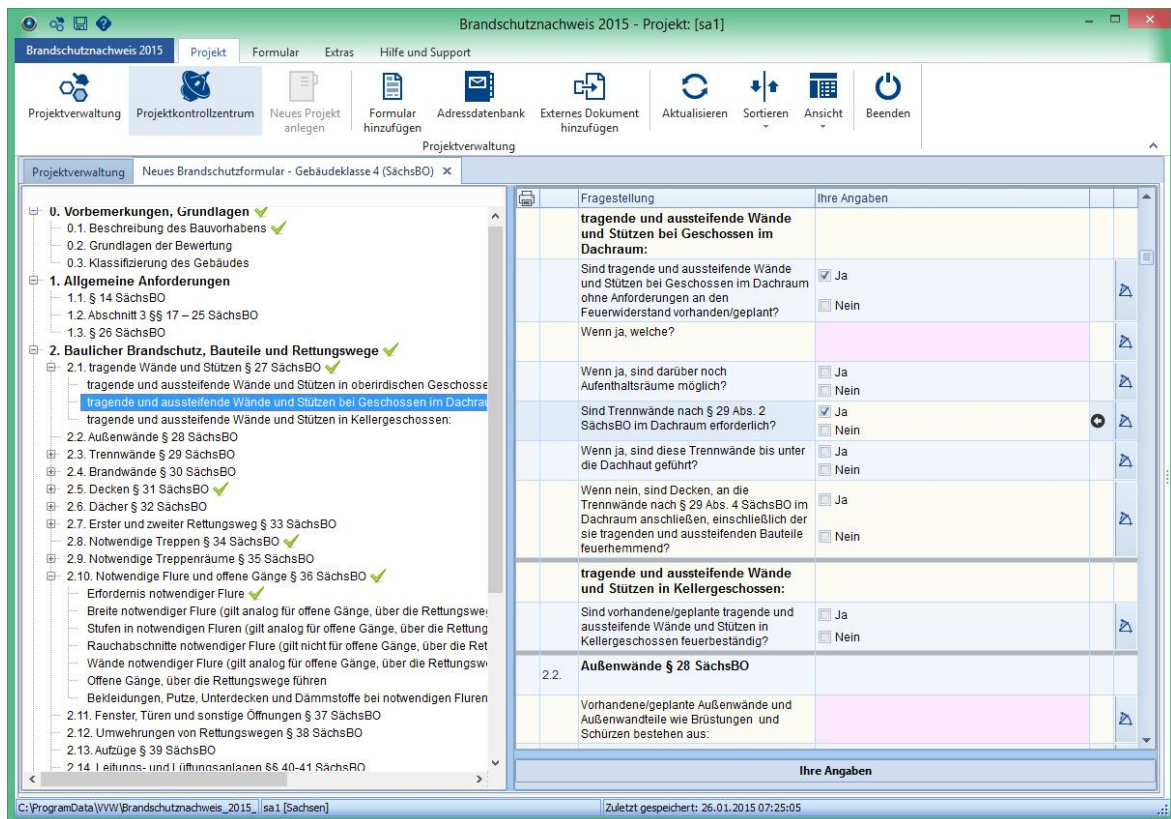 Brandschutznachweis 2015 - Projekt: [sa1]
Brandschutznachweis 2015
Projekt
Formular
Extras
Hilfe und Support
Projektverwaltung
Projektkontrollzentrum
Neues Projekt
anlegen
Formular
hinzufügen
Adressdatenbank
Externes Dokument
hinzufügen
Aktualisieren
Sortieren
Ansicht
Beenden
Projektverwaltung
Projektverwaltung
Neues Brandschutzformular - Gebäudeklasse 4 (SächsBO)
0. Vorbemerkungen, Grundlagen
0.1. Beschreibung des Bauvorhabens
0.2. Grundlagen der Bewertung
0.3. Klassifizierung des Gebäudes
1. Allgemeine Anforderungen
1.1. § 14 SächsBO
1.2. Abschnitt 3 §§ 17 – 25 SächsBO
1.3. § 26 SächsBO
2. Baulicher Brandschutz, Bauteile und Rettungswege
2.1. tragende Wände und Stützen § 27 SächsBO
tragende und aussteifende Wände und Stützen in oberirdischen Geschosse
tragende und aussteifende Wände und Stützen bei Geschossen im Dachrau
tragende und aussteifende Wände und Stützen in Kellergeschossen:
2.2. Außenwände § 28 SächsBO
2.3. Trennwände § 29 SächsBO
2.4. Brandwände § 30 SächsBO
2.5. Decken § 31 SächsBO
2.6. Dächer § 32 SächsBO
2.7. Erster und zweiter Rettungsweg § 33 SächsBO
2.8. Notwendige Treppen § 34 SächsBO
2.9. Notwendige Treppenräume § 35 SächsBO
2.10. Notwendige Flure und offene Gänge § 36 SächsBO
Erfordernis notwendiger Flure
Breite notwendiger Flure (gilt analog für offene Gänge, über die Rettungsweg
Stufen in notwendigen Fluren (gilt analog für offene Gänge, über die Rettung
Rauchabschnitte notwendiger Flure (gilt nicht für offene Gänge, über die Ret
Wände notwendiger Flure (gilt analog für offene Gänge, über die Rettungsw
Offene Gänge, über die Rettungswege führen
Bekleidungen, Putze, Unterdecken und Dämmstoffe bei notwendigen Fluren
2.11. Fenster, Türen und sonstige Öffnungen § 37 SächsBO
2.12. Umwehrungen von Rettungswegen § 38 SächsBO
2.13. Aufzüge § 39 SächsBO
2.14. Leitungs- und Lüftungsanlagen §§ 40-41 SächsBO
Fragestellung
Ihre Angaben
tragende und aussteifende Wände
und Stützen bei Geschossen im
Dachraum:
Sind tragende und aussteifende Wände
und Stützen bei Geschossen im Dachraum
ohne Anforderungen an den
Feuerwiderstand vorhanden/geplant?
Ja
Nein
Wenn ja, welche?
Wenn ja, sind darüber noch
Aufenthaltsräume möglich?
Ja
Nein
Sind Trennwände nach § 29 Abs. 2
SächsBO im Dachraum erforderlich?
Ja
Nein
Wenn ja, sind diese Trennwände bis unter
die Dachhaut geführt?
Ja
Nein
Wenn nein, sind Decken, an die
Trennwände nach § 29 Abs. 4 SächsBO im
Dachraum anschließen, einschließlich der
sie tragenden und aussteifenden Bauteile
feuerhemmend?
Ja
Nein
tragende und aussteifende Wände
und Stützen in Kellergeschossen:
Sind vorhandene/geplante tragende und
aussteifende Wände und Stützen in
Kellergeschossen feuerbeständig?
Ja
Nein
2.2.
Außenwände § 28 SächsBO
Vorhandene/geplante Außenwände und
Außenwandteile wie Brüstungen und
Schürzen bestehen aus:
Ihre Angaben
C:\ProgramData\VVW\Brandschutznachweis_2015_
sa1 [Sachsen]
Zuletzt gespeichert: 26.01.2015 07:25:05